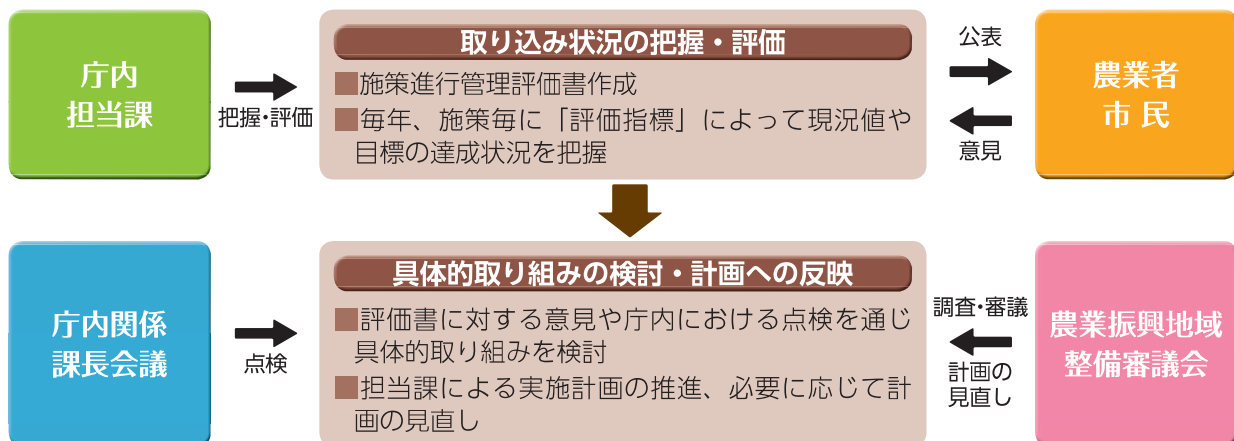 庁内
担当課
把握・評価
取り込み状況の把握・評価
■施策進行管理評価書作成
■毎年、施策毎に「評価指標」によって現況値や
目標の達成状況を把握
公表
意見
農業者
市 民
庁内関係
課長会議
点検
具体的取り組みの検討・計画への反映
■評価書に対する意見や庁内における点検を通じ
具体的取り組みを検討
■担当課による実施計画の推進、必要に応じて計
画の見直し
調査・審議
計画の
見直し
農業振興地域
整備審議会